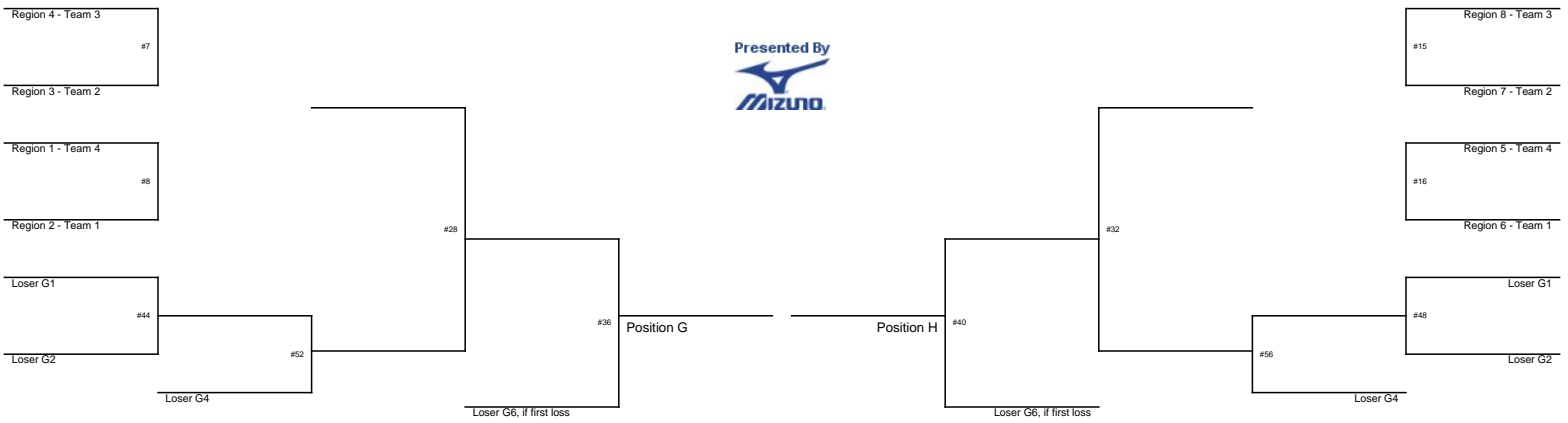 Region 4 - Team 3
#7
Region 3 - Team 2
Region 1 - Team 4
#8
Region 2 - Team 1
#28
Loser G1
#44
Loser G2
#52
Loser G4
#36
Position G
Loser G6, if first loss
Presented By
MIZUNO
Region 8 - Team 3
#15
Region 7 - Team 2
Region 5 - Team 4
#16
Region 6 - Team 1
#32
Loser G1
#48
Loser G2
#56
Loser G4
Position H
#40
Loser G6, if first loss